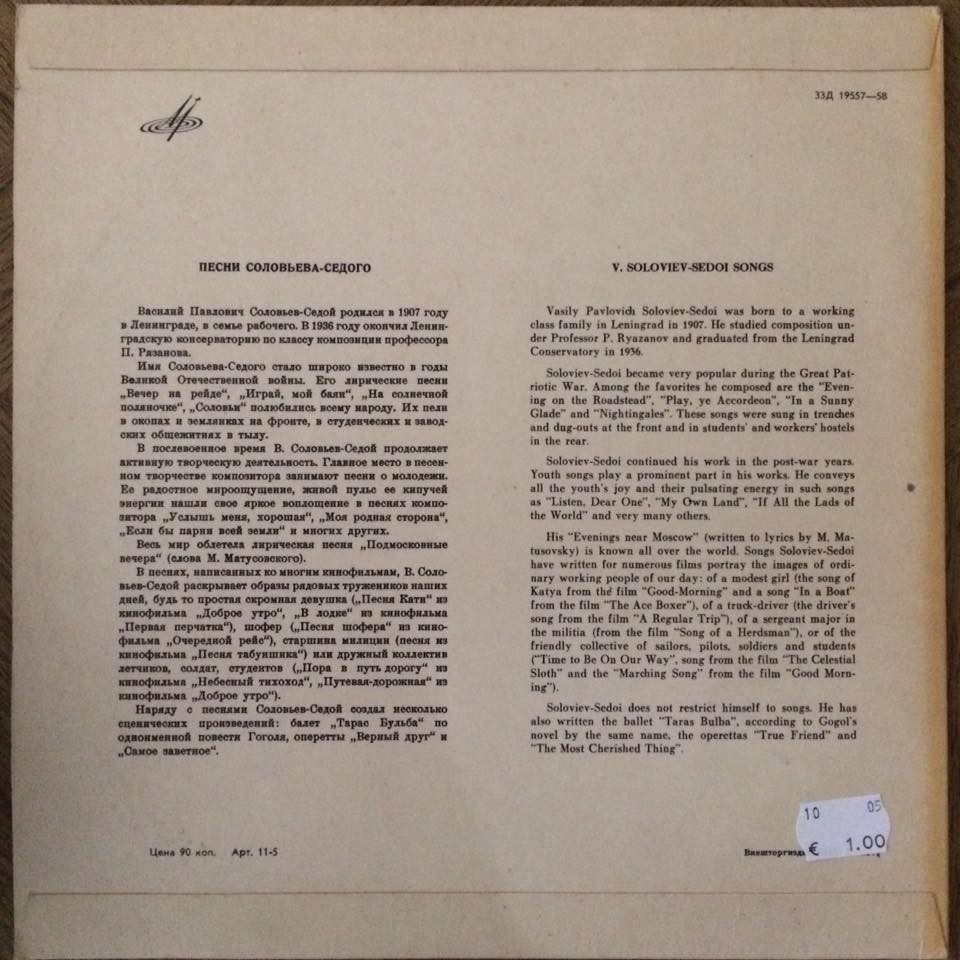 33Д 19557—58
ПЕСНИ СОЛОВЬЕВА-СЕДОГО
Василий Павлович Соловьев-Седой родился в 1907 году
в Ленинграде, в семье рабочего. В 1936 году окончил Ленин-
градскую консерваторию по классу композиции профессора
П. Рязанова.
Имя Соловьева-Седого стало широко известно в годы
Великой Отечественной войны. Его лирические песни
„Вечер на рейде“, „Играй, мой баян“, „На солнечной
поляночке“, „Соловьи“ полюбились всему народу. Их пели
в окопах и землянках на фронте, в студенческих и завод-
ских общежитиях в тылу.
В послевоенное время В. Соловьев-Седой продолжает
активную творческую деятельность. Главное место в песен-
ном творчестве композитора занимают песни о молодежи.
Ее радостное мироощущение, живой пульс ее кипучей
энергии нашли свое яркое воплощение в песнях компо-
зитора „Услышь меня, хорошая“, „Моя родная сторона“,
„Если бы парни всей земли“ и многих других.
Весь мир облетела лирическая песня „Подмосковные
вечера“ (слова М. Матусовского).
В песнях, написанных ко многим кинофильмам, В. Соло-
вьев-Седой раскрывает образы рядовых тружеников наших
дней, будь то простая скромная девушка („Песня Кати“ из
кинофильма „Доброе утро“, „В лодке“ из кинофильма
„Первая перчатка“), шофер („Песня шофера“ из кино-
фильма „Очередной рейс“), старшина милиции (песня из
кинофильма „Песня табунщика“) или дружный коллектив
летчиков, солдат, студентов („Пора в путь дорогу“ из
кинофильма „Небесный тихоход“, „Путевая-дорожная“ из
кинофильма „Доброе утро“).
Наряду с песнями Соловьев-Седой создал несколько
сценических произведений: балет „Тарас Бульба“ по
одноименной повести Гоголя, оперетты „Верный друг“ и
„Самое заветное“.
V. SOLOVIEV-SEDOI SONGS
Vasily Pavlovich Soloviev-Sedoi was born to a working
class family in Leningrad in 1907. He studied composition un-
der Professor P. Ryazanov and graduated from the Leningrad
Conservatory in 1936.
Soloviev-Sedoi became very popular during the Great Pat-
riotic War. Among the favorites he composed are the "Even-
ing on the Roadstead", "Play, ye Accordeon", "In a Sunny
Glade" and "Nightingales". These songs were sung in trenches
and dug-outs at the front and in students' and workers' hostels
in the rear.
Soloviev-Sedoi continued his work in the post-war years.
Youth songs play a prominent part in his works. He conveys
all the youth's joy and their pulsating energy in such songs
as "Listen, Dear One", "My Own Land", "If All the Lads of
the World" and very many others.
His "Evenings near Moscow" (written to lyrics by M. Ma-
tusovsky) is known all over the world. Songs Soloviev-Sedoi
have written for numerous films portray the images of ordi-
nary working people of our day: of a modest girl (the song of
Katya from the film "Good-Morning" and a song "In a Boat"
from the film "The Ace Boxer"), of a truck-driver (the driver's
song from the film "A Regular Trip"), of a sergeant major in
the militia (from the film "Song of a Herdsman"), or of the
friendly collective of sailors, pilots, soldiers and students
("Time to Be On Our Way", song from the film "The Celestial
Sloth" and the "Marching Song" from the film "Good Morn-
ing").
Soloviev-Sedoi does not restrict himself to songs. He has
also written the ballet "Taras Bulba", according to Gogol's
novel by the same name, the operettas "True Friend" and
"The Most Cherished Thing".
Цена 90 коп. Арт. 11-5
10 05
€ 1.00